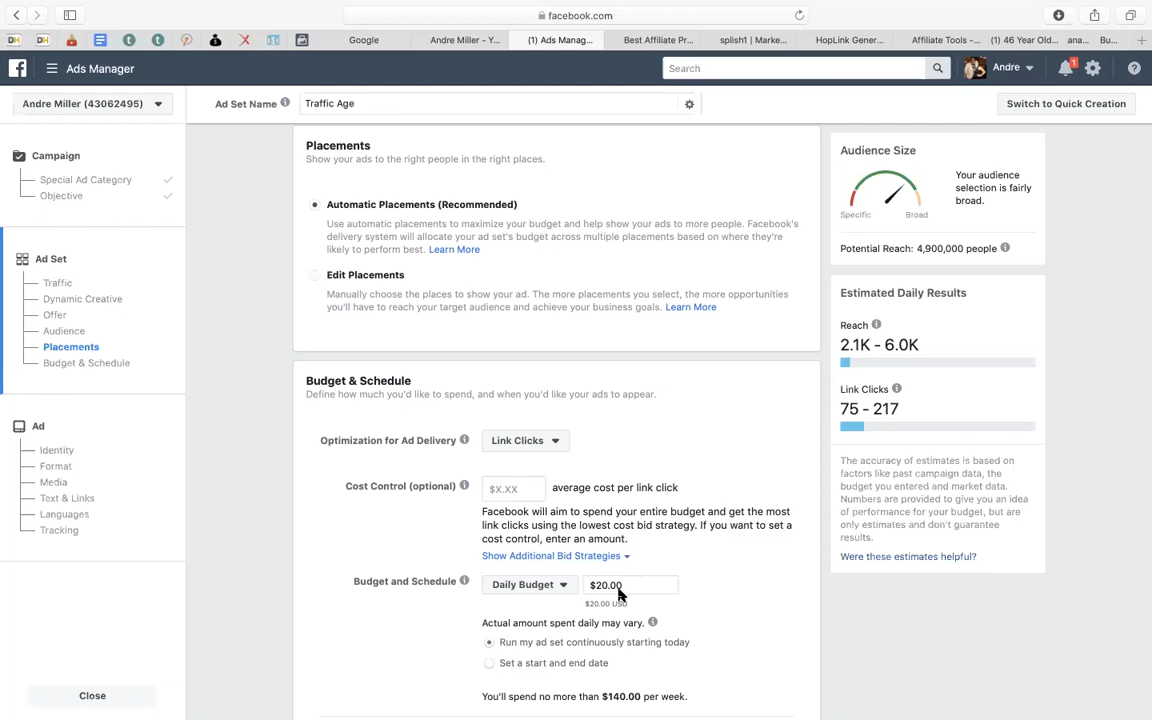 facebook.com
DH
DH
Google
Andre Miller - Y...
(1) Ads Manag...
Best Affiliate Pr...
splish1 | Marke...
HopLink Gener...
Affiliate Tools -...
(1) 46 Year Old...
ana...
Bu...
Ads Manager
Search
Andre
1
Andre Miller (43062495)
Ad Set Name
Traffic Age
Switch to Quick Creation
Campaign
Special Ad Category
Objective
Ad Set
Traffic
Dynamic Creative
Offer
Audience
Placements
Budget & Schedule
Ad
Identity
Format
Media
Text & Links
Languages
Tracking
Close
Placements
Show your ads to the right people in the right places.
Automatic Placements (Recommended)
Use automatic placements to maximize your budget and help show your ads to more people. Facebook's
delivery system will allocate your ad set's budget across multiple placements based on where they're
likely to perform best. Learn More
Edit Placements
Manually choose the places to show your ad. The more placements you select, the more opportunities
you'll have to reach your target audience and achieve your business goals. Learn More
Budget & Schedule
Define how much you'd like to spend, and when you'd like your ads to appear.
Optimization for Ad Delivery
Link Clicks
Cost Control (optional)
$X.XX
average cost per link click
Facebook will aim to spend your entire budget and get the most
link clicks using the lowest cost bid strategy. If you want to set a
cost control, enter an amount.
Show Additional Bid Strategies
Budget and Schedule
Daily Budget
$20.00
$20.00 USD
Actual amount spent daily may vary.
Run my ad set continuously starting today
Set a start and end date
You'll spend no more than $140.00 per week.
Audience Size
Specific
Broad
Your audience
selection is fairly
broad.
Potential Reach: 4,900,000 people
Estimated Daily Results
Reach
2.1K - 6.0K
Link Clicks
75 - 217
The accuracy of estimates is based on
factors like past campaign data, the
budget you entered and market data.
Numbers are provided to give you an idea
of performance for your budget, but are
only estimates and don't guarantee
results.
Were these estimates helpful?